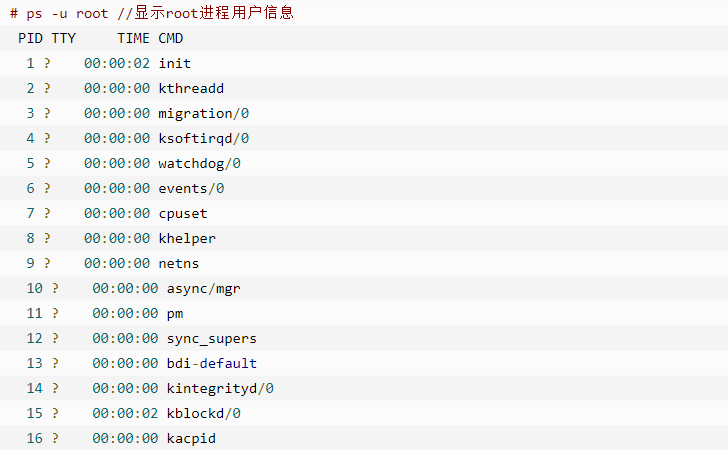 # ps -u root //显示root进程用户信息
PID TTY TIME CMD
1 ? 00:00:02 init
2 ? 00:00:00 kthreadd
3 ? 00:00:00 migration/0
4 ? 00:00:00 ksoftirqd/0
5 ? 00:00:00 watchdog/0
6 ? 00:00:00 events/0
7 ? 00:00:00 cpuset
8 ? 00:00:00 khelper
9 ? 00:00:00 netns
10 ? 00:00:00 async/mgr
11 ? 00:00:00 pm
12 ? 00:00:00 sync_supers
13 ? 00:00:00 bdi-default
14 ? 00:00:00 kintegrityd/0
15 ? 00:00:02 kblockd/0
16 ? 00:00:00 kacpid